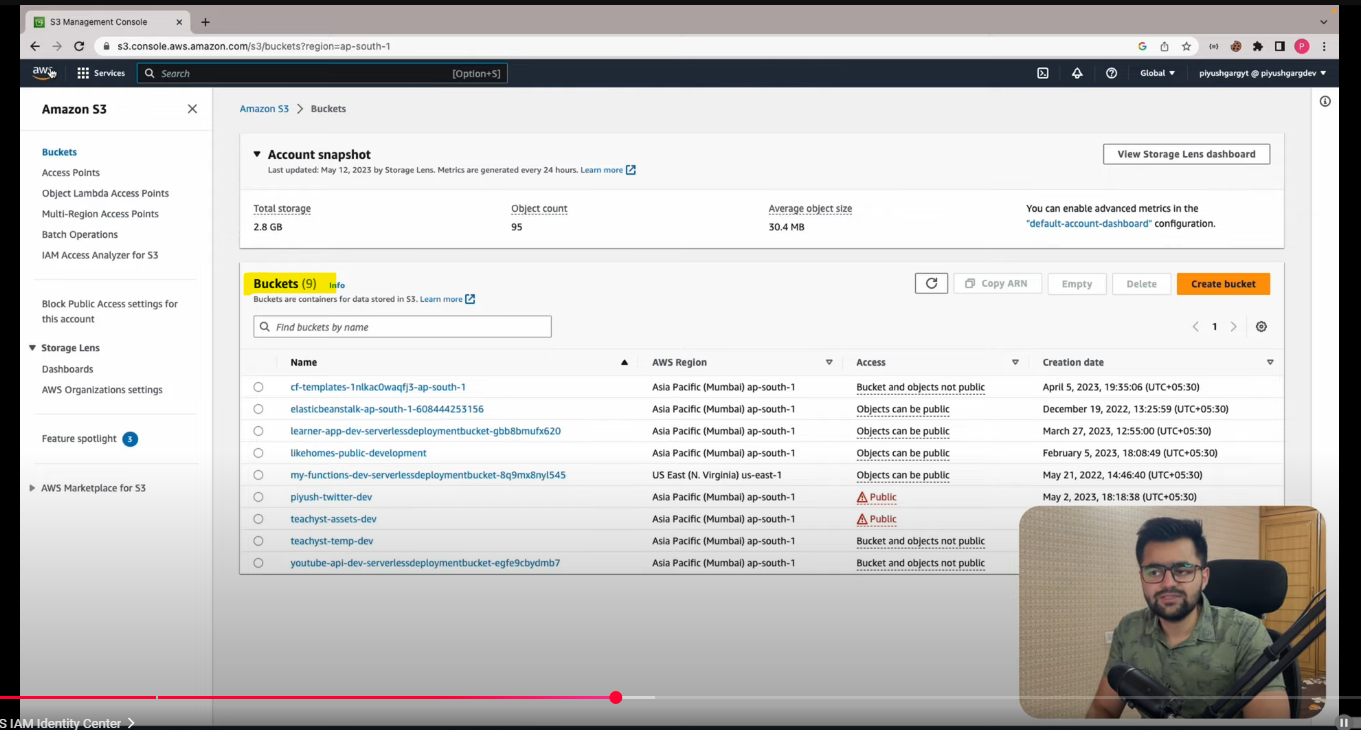 S3 Management Console
s3.console.aws.amazon.com/s3/buckets?region=ap-south-1
P
aws
Services
Search
[Option+S]
Global
piyushgargyt @ piyushgargdev
Amazon S3
Buckets
Access Points
Object Lambda Access Points
Multi-Region Access Points
Batch Operations
IAM Access Analyzer for S3
Block Public Access settings for
this account
Storage Lens
Dashboards
AWS Organizations settings
Feature spotlight 3
AWS Marketplace for S3
Amazon S3 > Buckets
Account snapshot
Last updated: May 12, 2023 by Storage Lens. Metrics are generated every 24 hours. Learn more
View Storage Lens dashboard
Total storage
2.8 GB
Object count
95
Average object size
30.4 MB
You can enable advanced metrics in the
"default-account-dashboard" configuration.
Buckets (9) Info
Buckets are containers for data stored in S3. Learn more
Copy ARN
Empty
Delete
Create bucket
Find buckets by name
1
Name AWS Region Access Creation date
cf-templates-1nlkac0waqfj3-ap-south-1 Asia Pacific (Mumbai) ap-south-1 Bucket and objects not public April 5, 2023, 19:35:06 (UTC+05:30)
elasticbeanstalk-ap-south-1-608444253156 Asia Pacific (Mumbai) ap-south-1 Objects can be public December 19, 2022, 13:25:59 (UTC+05:30)
learner-app-dev-serverlessdeploymentbucket-gbb8bmufx620 Asia Pacific (Mumbai) ap-south-1 Objects can be public March 27, 2023, 12:55:00 (UTC+05:30)
likehomes-public-development Asia Pacific (Mumbai) ap-south-1 Objects can be public February 5, 2023, 18:08:49 (UTC+05:30)
my-functions-dev-serverlessdeploymentbucket-8q9mx8nyl545 US East (N. Virginia) us-east-1 Objects can be public May 21, 2022, 14:46:40 (UTC+05:30)
piyush-twitter-dev Asia Pacific (Mumbai) ap-south-1 Public May 2, 2023, 18:18:38 (UTC+05:30)
teachyst-assets-dev Asia Pacific (Mumbai) ap-south-1 Public
teachyst-temp-dev Asia Pacific (Mumbai) ap-south-1 Bucket and objects not public
youtube-api-dev-serverlessdeploymentbucket-egfe9cbydmb7 Asia Pacific (Mumbai) ap-south-1 Bucket and objects not public
S IAM Identity Center >